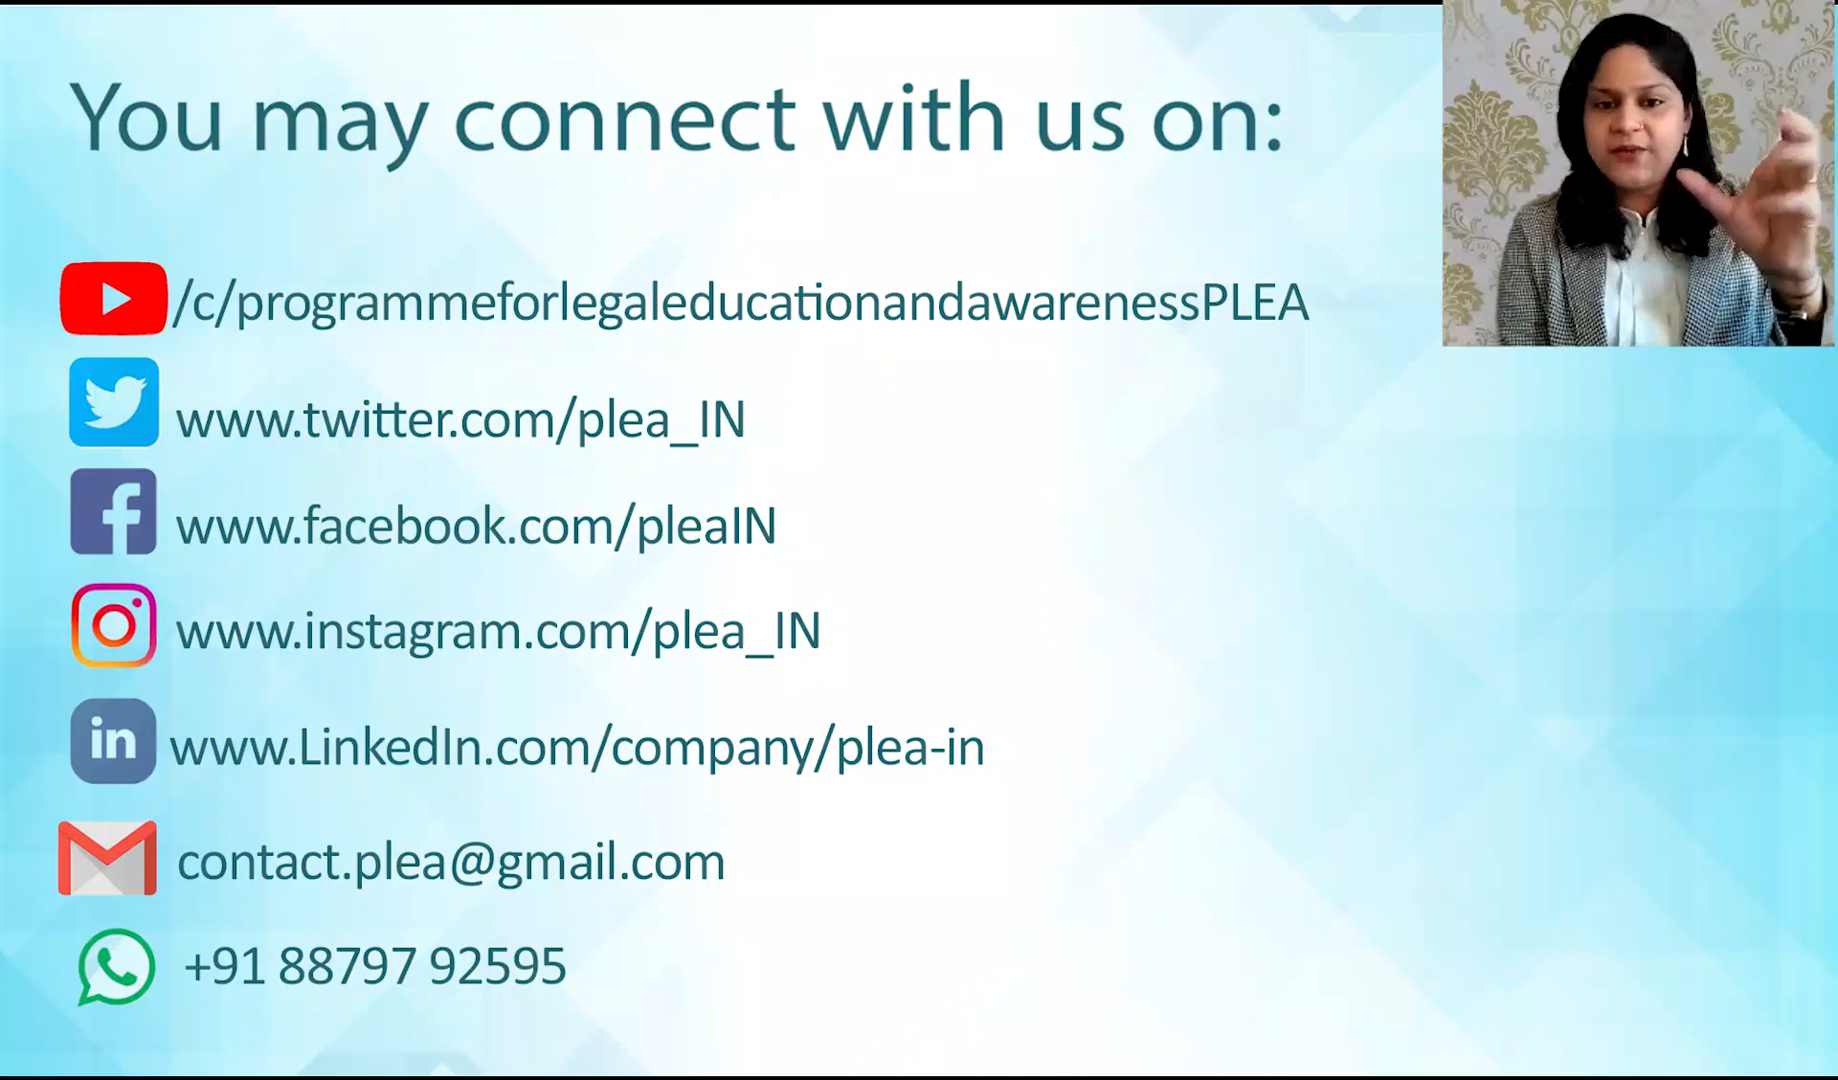 You may connect with us on:
/c/programmeforlegaleducationandawarenessPLEA
www.twitter.com/plea_IN
www.facebook.com/pleaIN
www.instagram.com/plea_IN
in www.LinkedIn.com/company/plea-in
contact.plea@gmail.com
+91 88797 92595